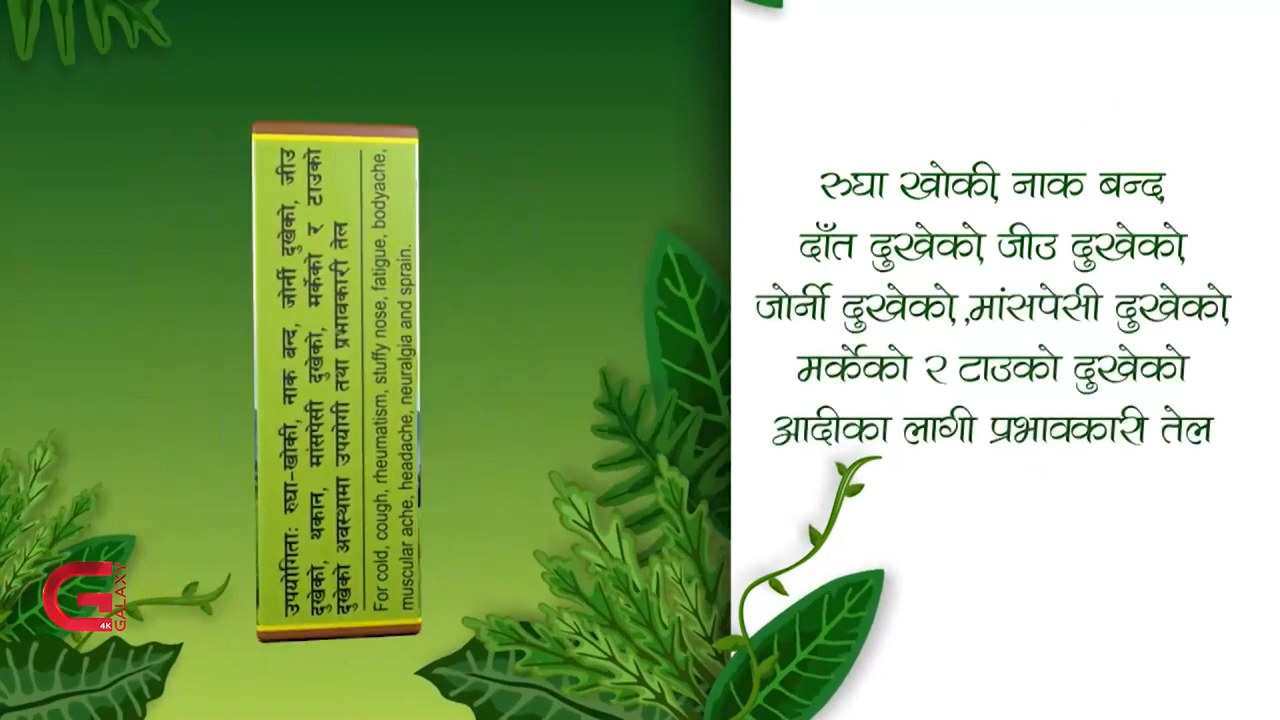 उपयोगिताः रुघा-खोकी, नाक बन्द, जोर्नी दुखेको, जीउ
दुखेको, थकान, मांसपेसी दुखेको, मर्केको र टाउको
दुखेको अवस्थामा उपयोगी तथा प्रभावकारी तेल
For cold, cough, rheumatism, stuffy nose, fatigue, bodyache,
muscular ache, headache, neuralgia and sprain.
रुघा खोकी, नाक बन्द,
दाँत दुखेको, जीउ दुखेको,
जोर्नी दुखेको,,मांसपेसी दुखेको,
मर्केको र टाउको दुखेको
आदीका लागी प्रभावकारी तेल
G GALAXY
4K